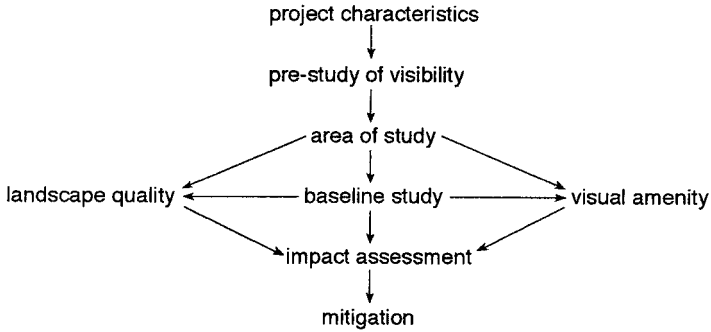 project characteristics
pre-study of visibility
area of study
landscape quality
baseline study
visual amenity
impact assessment
mitigation